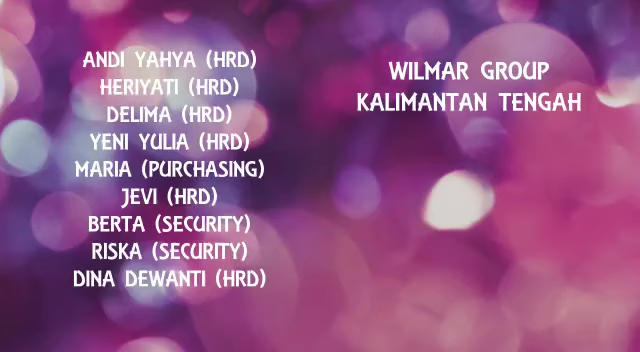 ANDI YAHYA (HRD)
HERIYATI (HRD)
DELIMA (HRD)
YENI YULIA (HRD)
MARIA (PURCHASING)
JEVI (HRD)
BERTA (SECURITY)
RISKA (SECURITY)
DINA DEWANTI (HRD)
WILMAR GROUP
KALIMANTAN TENGAH